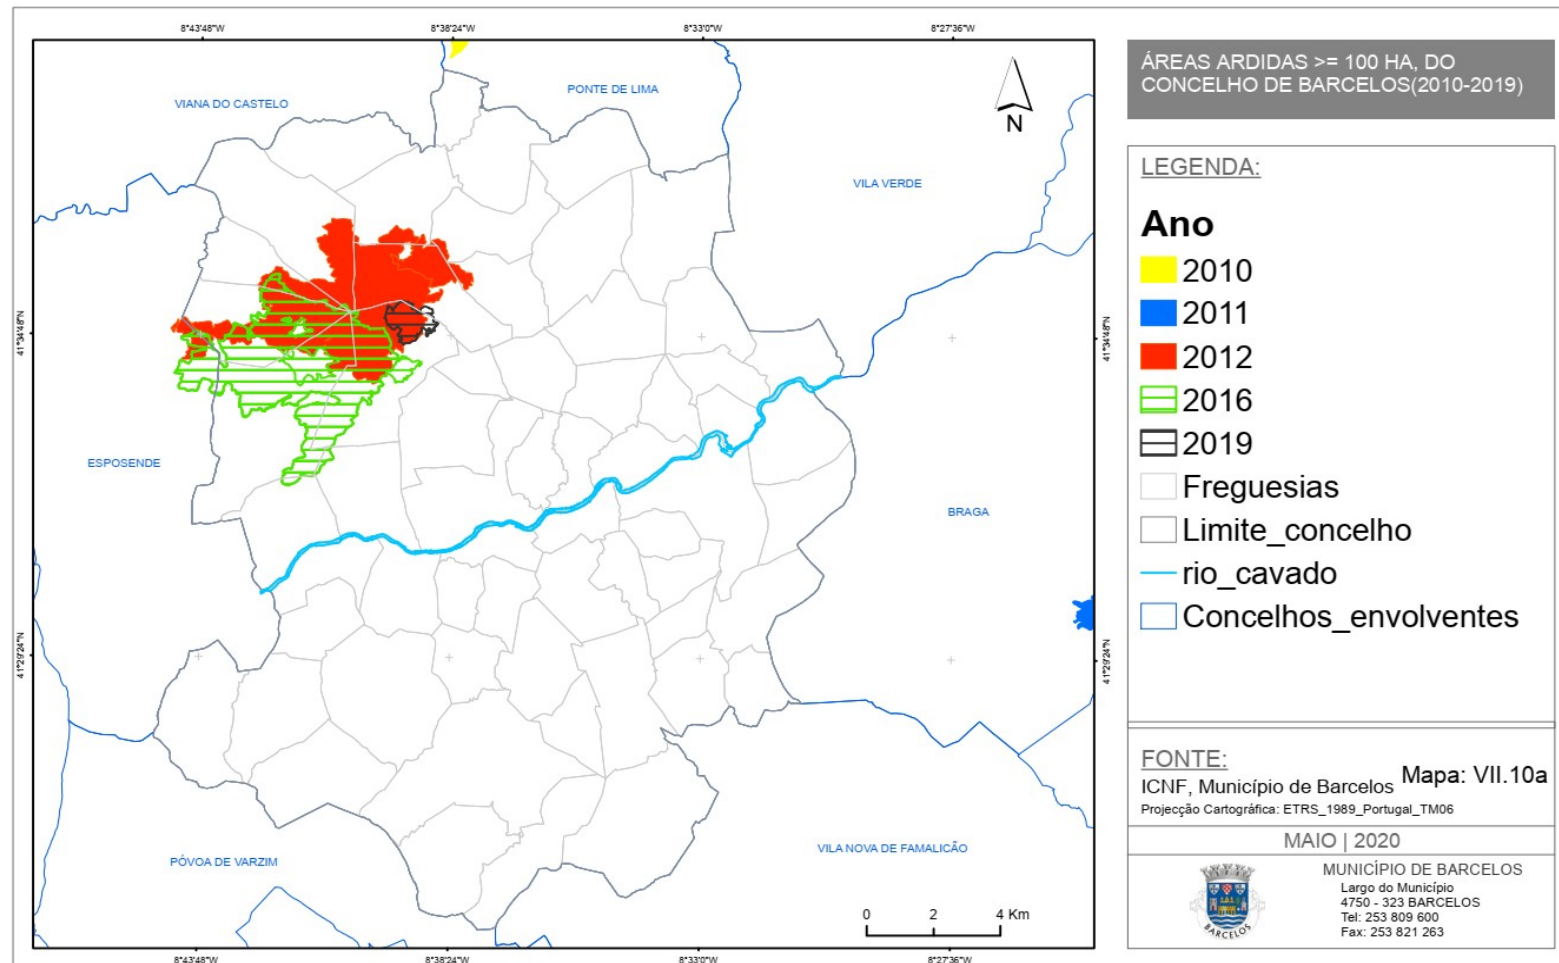 8°43'48"W
8°38'24"W
8°33'0"W
8°27'36"W
VIANA DO CASTELO
PONTE DE LIMA
N
VILA VERDE
41°34'48"N
41°34'48"N
ESPOSENDE
BRAGA
41°29'24"N
41°29'24"N
PÓVOA DE VARZIM
VILA NOVA DE FAMALICÃO
0 2 4 Km
8°43'48"W
8°38'24"W
8°33'0"W
8°27'36"W
ÁREAS ARDIDAS >= 100 HA, DO
CONCELHO DE BARCELOS(2010-2019)
LEGENDA:
Ano
2010
2011
2012
2016
2019
Freguesias
Limite_concelho
rio_cavado
Concelhos_envolventes
FONTE:
ICNF, Município de Barcelos
Mapa: VII.10a
Projecção Cartográfica: ETRS_1989_Portugal_TM06
MAIO | 2020
BARCELOS
MUNICÍPIO DE BARCELOS
Largo do Município
4750 - 323 BARCELOS
Tel: 253 809 600
Fax: 253 821 263